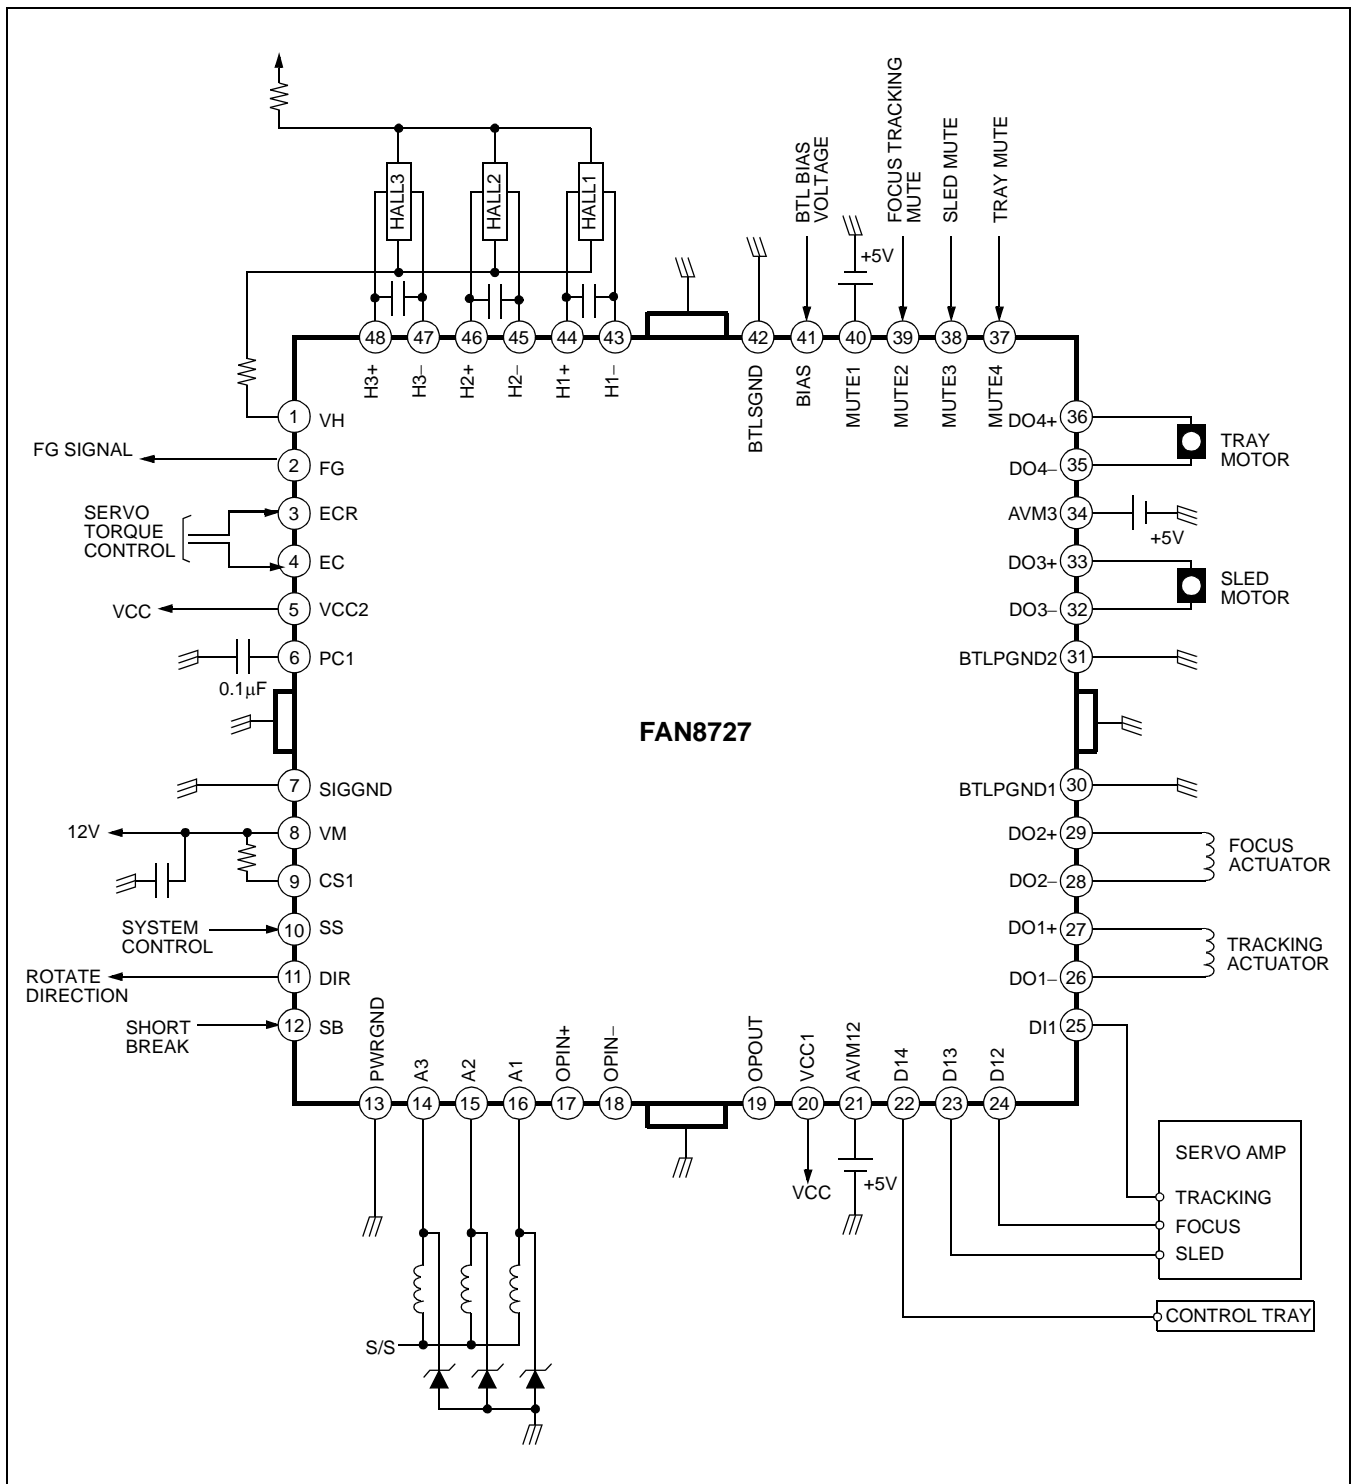 HALL3
HALL2
HALL1
BTL BIAS
VOLTAGE
+5V
FOCUS TRACKING
MUTE
SLED MUTE
TRAY MUTE
48
47
46
45
44
43
42
41
40
39
38
37
H3+
H3−
H2+
H2−
H1+
H1−
BTLSGND
BIAS
MUTE1
MUTE2
MUTE3
MUTE4
1
VH
FG SIGNAL
2
FG
SERVO
TORQUE
CONTROL
3
ECR
4
EC
VCC
5
VCC2
6
PC1
0.1µF
7
SIGGND
12V
8
VM
9
CS1
SYSTEM
CONTROL
10
SS
ROTATE
DIRECTION
11
DIR
SHORT
BREAK
12
SB
FAN8727
DO4+
36
TRAY
MOTOR
DO4−
35
AVM3
34
+5V
DO3+
33
SLED
MOTOR
DO3−
32
BTLPGND2
31
BTLPGND1
30
DO2+
29
FOCUS
ACTUATOR
DO2−
28
DO1+
27
TRACKING
ACTUATOR
DO1−
26
DI1
25
PWRGND
A3
A2
A1
OPIN+
OPIN−
OPOUT
VCC1
AVM12
D14
D13
D12
13
14
15
16
17
18
19
20
21
22
23
24
VCC
+5V
SERVO AMP
TRACKING
FOCUS
SLED
CONTROL TRAY
S/S